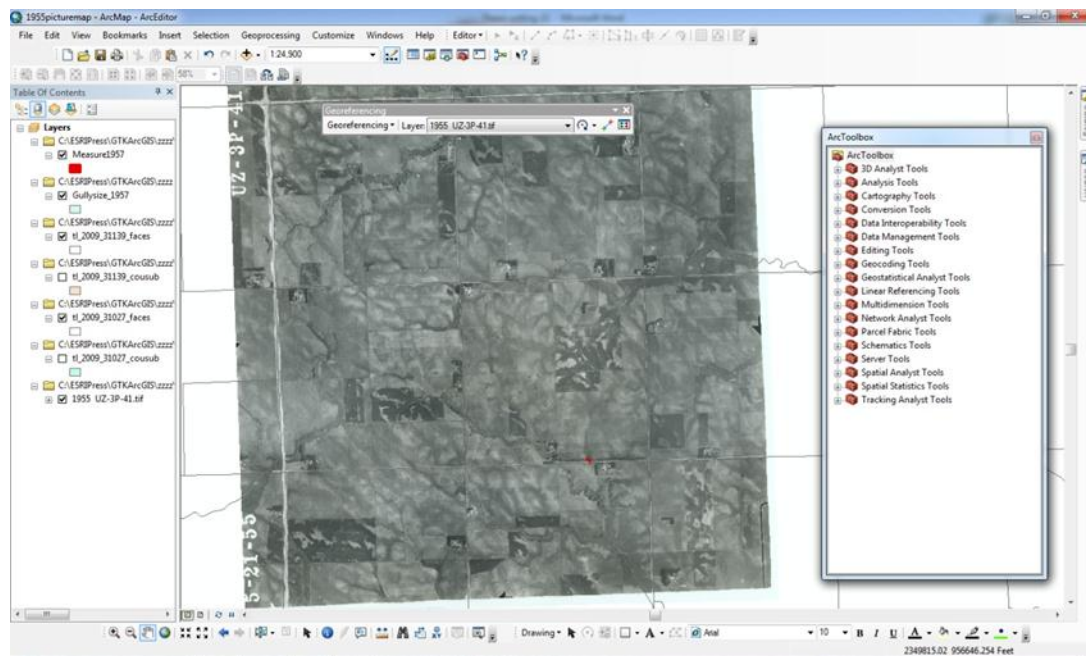 1955picturemap - ArcMap - ArcEditor
File Edit View Bookmarks Insert Selection Geoprocessing Customize Windows Help Editor
1:24,900
58%
Table Of Contents
Layers
C:\ESRIPress\GTKArcGIS\zzzz
Measure1957
C:\ESRIPress\GTKArcGIS\zzzz
Gullysize_1957
C:\ESRIPress\GTKArcGIS\zzzz
tl_2009_31139_faces
C:\ESRIPress\GTKArcGIS\zzzz
tl_2009_31139_cousub
C:\ESRIPress\GTKArcGIS\zzzz
tl_2009_31027_faces
C:\ESRIPress\GTKArcGIS\zzzz
tl_2009_31027_cousub
C:\ESRIPress\GTKArcGIS\zzzz
1955 UZ-3P-41.tif
UZ-3P-41
5-21-55
Georeferencing
Georeferencing Layer: 1955 UZ-3P-41.tif
ArcToolbox
ArcToolbox
3D Analyst Tools
Analysis Tools
Cartography Tools
Conversion Tools
Data Interoperability Tools
Data Management Tools
Editing Tools
Geocoding Tools
Geostatistical Analyst Tools
Linear Referencing Tools
Multidimension Tools
Network Analyst Tools
Parcel Fabric Tools
Schematics Tools
Server Tools
Spatial Analyst Tools
Spatial Statistics Tools
Tracking Analyst Tools
Drawing A Arial 10 B I U A
2349815.02 956646.254 Feet